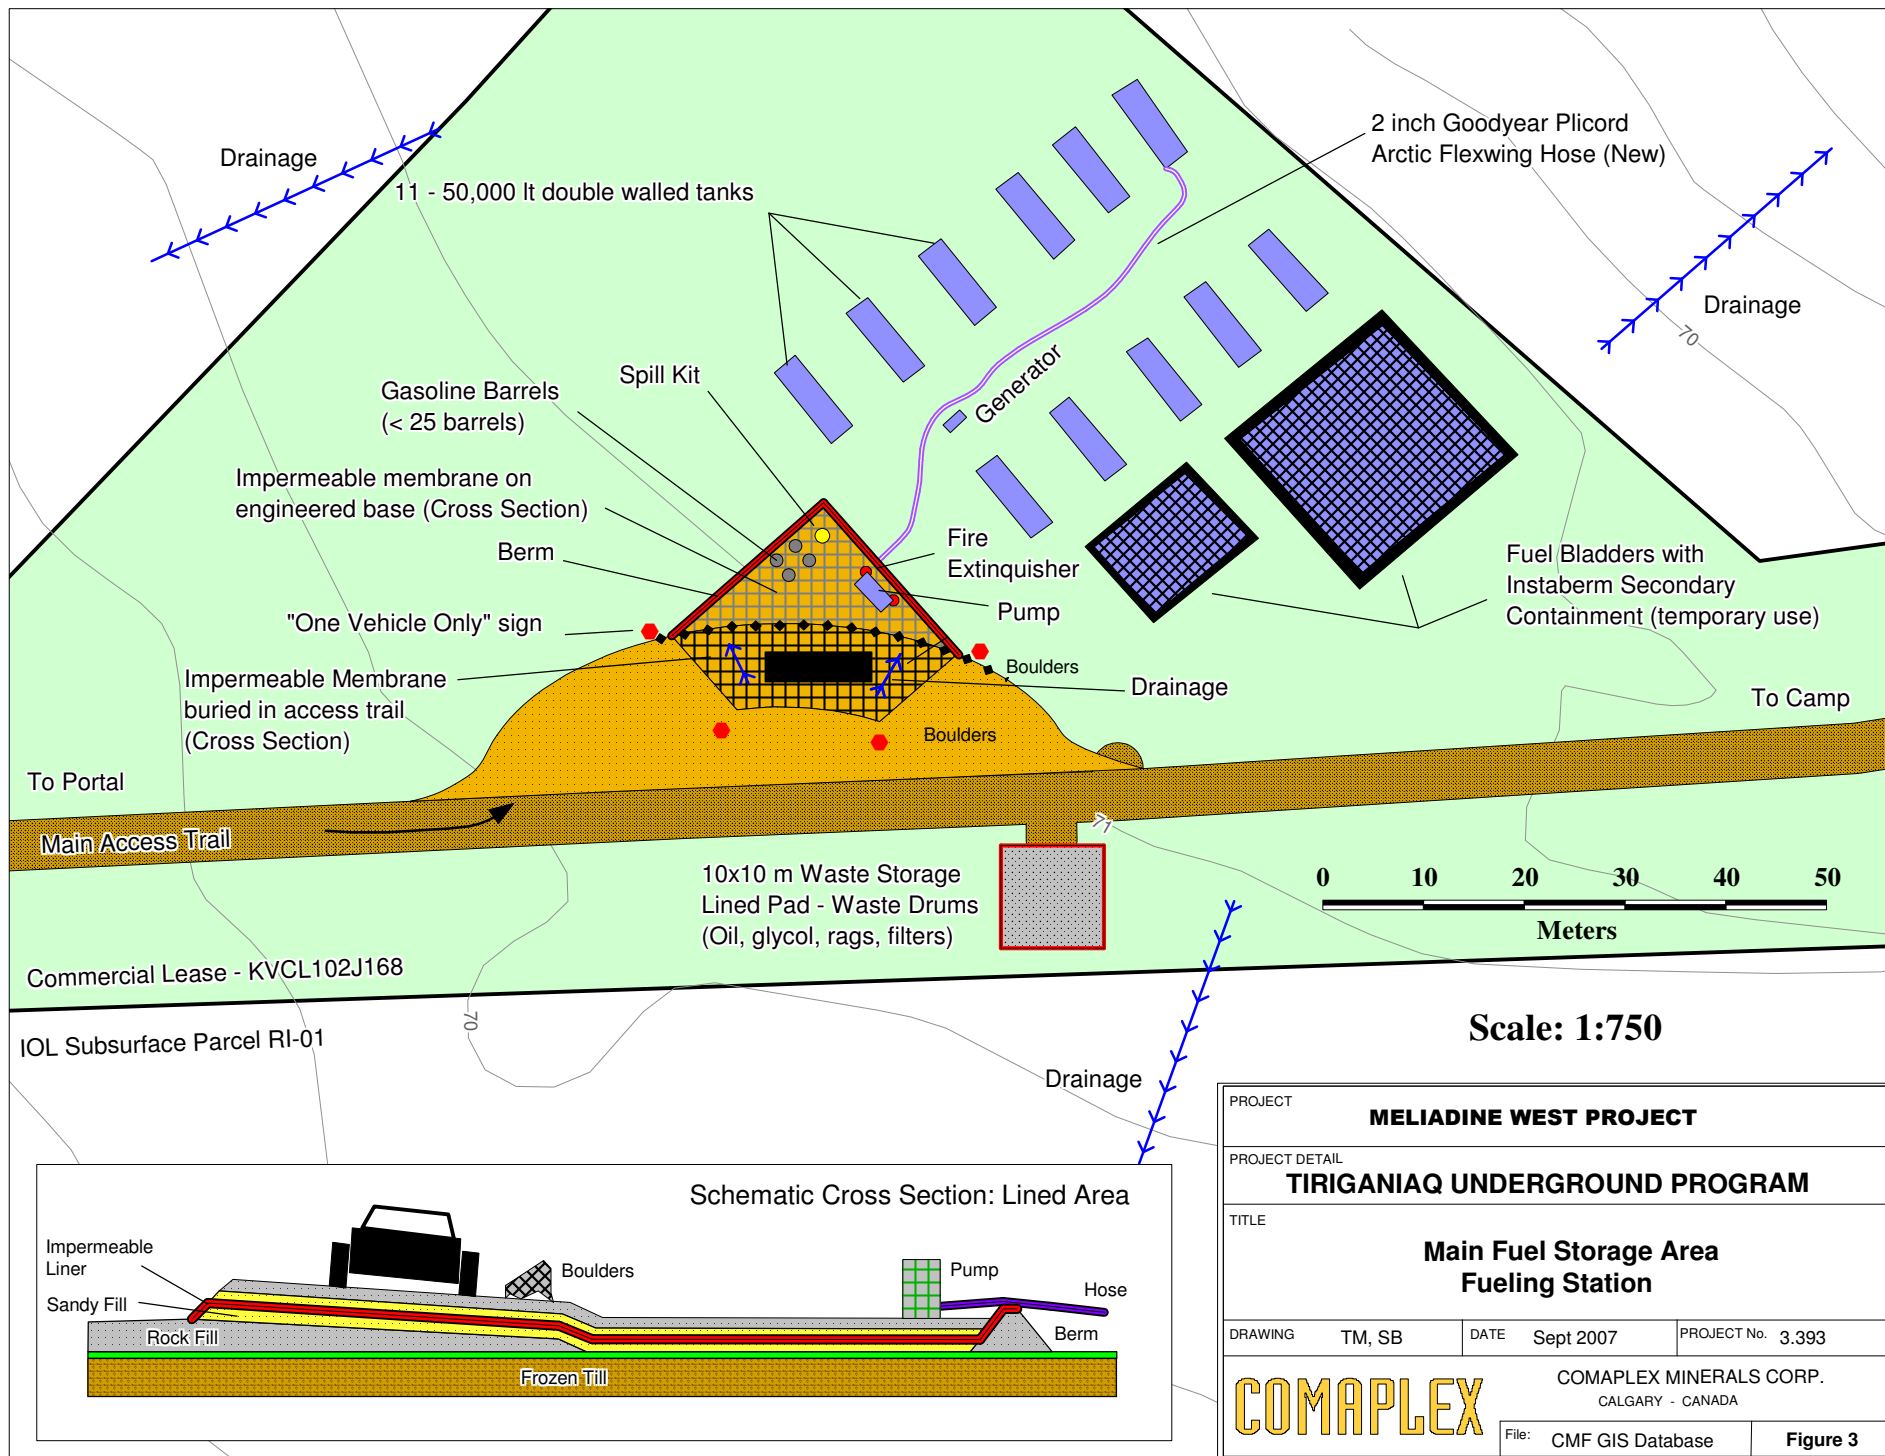 Drainage
11 - 50,000 lt double walled tanks
2 inch Goodyear Plicord
Arctic Flexwing Hose (New)
Drainage
70
Spill Kit
Gasoline Barrels
(< 25 barrels)
Generator
Impermeable membrane on
engineered base (Cross Section)
Berm
Fire
Extinquisher
Pump
Fuel Bladders with
Instaberm Secondary
Containment (temporary use)
"One Vehicle Only" sign
Boulders
Impermeable Membrane
buried in access trail
(Cross Section)
Drainage
Boulders
To Camp
To Portal
Main Access Trail
71
10x10 m Waste Storage
Lined Pad - Waste Drums
(Oil, glycol, rags, filters)
0 10 20 30 40 50
Meters
Commercial Lease - KVCL102J168
IOL Subsurface Parcel RI-01
70
Scale: 1:750
Drainage
Schematic Cross Section: Lined Area
Impermeable
Liner
Sandy Fill
Rock Fill
Boulders
Pump
Hose
Berm
Frozen Till
PROJECT
MELIADINE WEST PROJECT
PROJECT DETAIL
TIRIGANIAQ UNDERGROUND PROGRAM
TITLE
Main Fuel Storage Area
Fueling Station
DRAWING TM, SB DATE Sept 2007 PROJECT No. 3.393
COMAPLEX
COMAPLEX MINERALS CORP.
CALGARY - CANADA
File: CMF GIS Database Figure 3